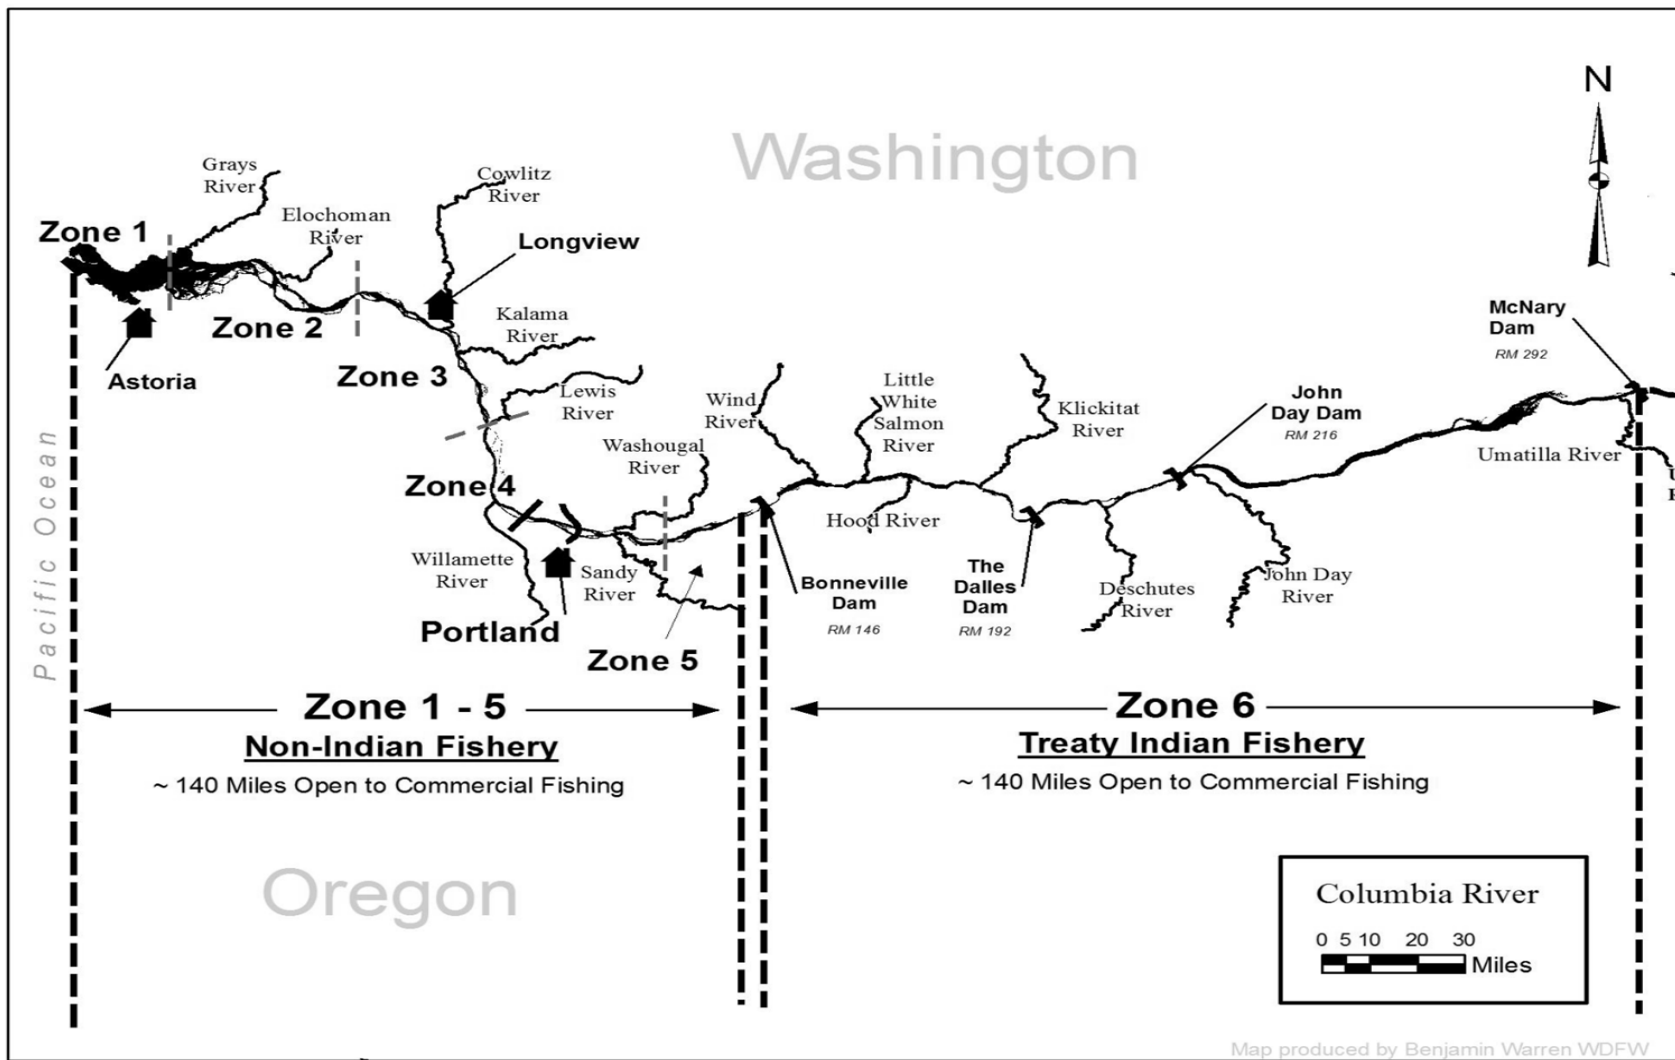 N
Washington
Grays
River
Cowlitz
River
Elochoman
River
Zone 1
Longview
Zone 2
Kalama
River
McNary
Dam
RM 292
Astoria
Zone 3
Lewis
River
Wind
River
Little
White
Salmon
River
Klickitat
River
John
Day Dam
RM 216
Washougal
River
Umatilla River
Zone 4
Hood River
Pacific Ocean
Willamette
River
Sandy
River
Bonneville
Dam
RM 146
The
Dalles
Dam
RM 192
Deschutes
River
John Day
River
Portland
Zone 5
Zone 1 - 5
Non-Indian Fishery
~ 140 Miles Open to Commercial Fishing
Zone 6
Treaty Indian Fishery
~ 140 Miles Open to Commercial Fishing
Oregon
Columbia River
0 5 10 20 30
Miles
Map produced by Benjamin Warren WDFW